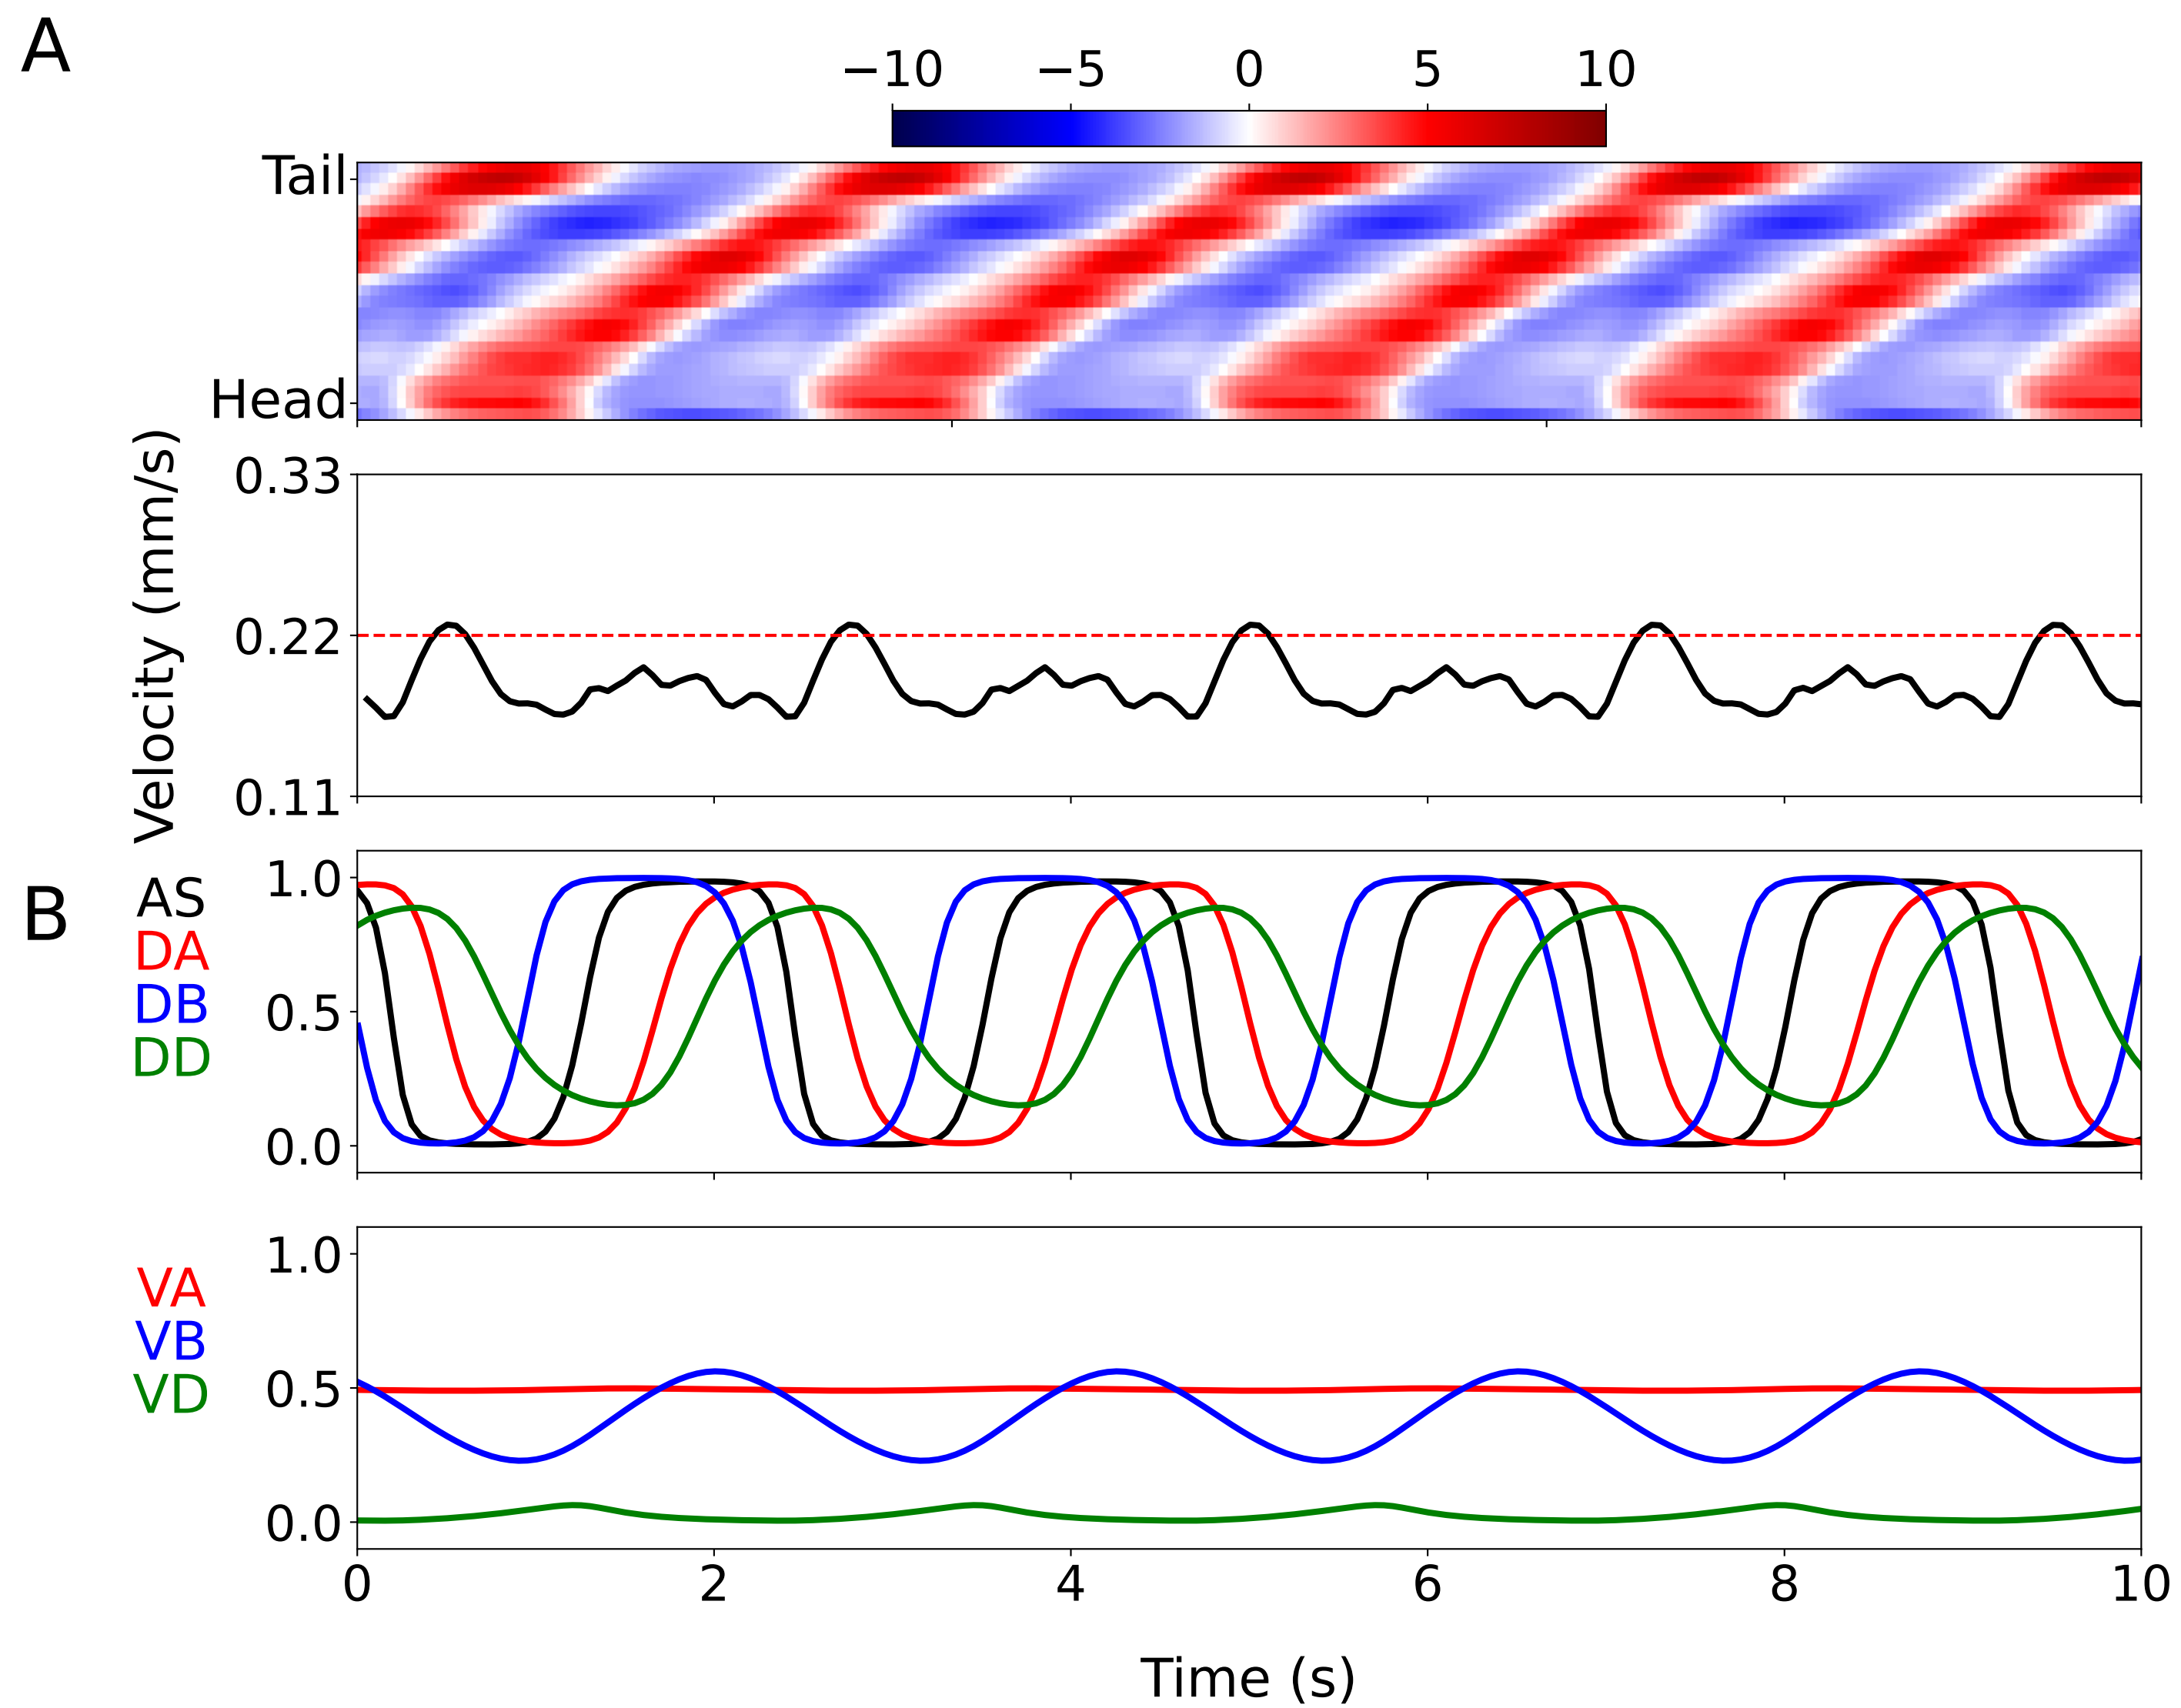 A
−10 −5 0 5 10
Tail
Head
Velocity (mm/s)
0.33
0.22
0.11
B
AS
DA
DB
DD
1.0
0.5
0.0
VA
VB
VD
1.0
0.5
0.0
0 2 4 6 8 10
Time (s)